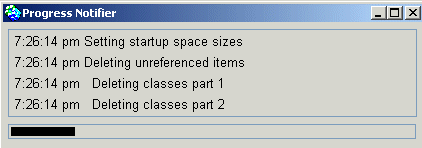 Progress Notifier
7:26:14 pm Setting startup space sizes
7:26:14 pm Deleting unreferenced items
7:26:14 pm Deleting classes part 1
7:26:14 pm Deleting classes part 2